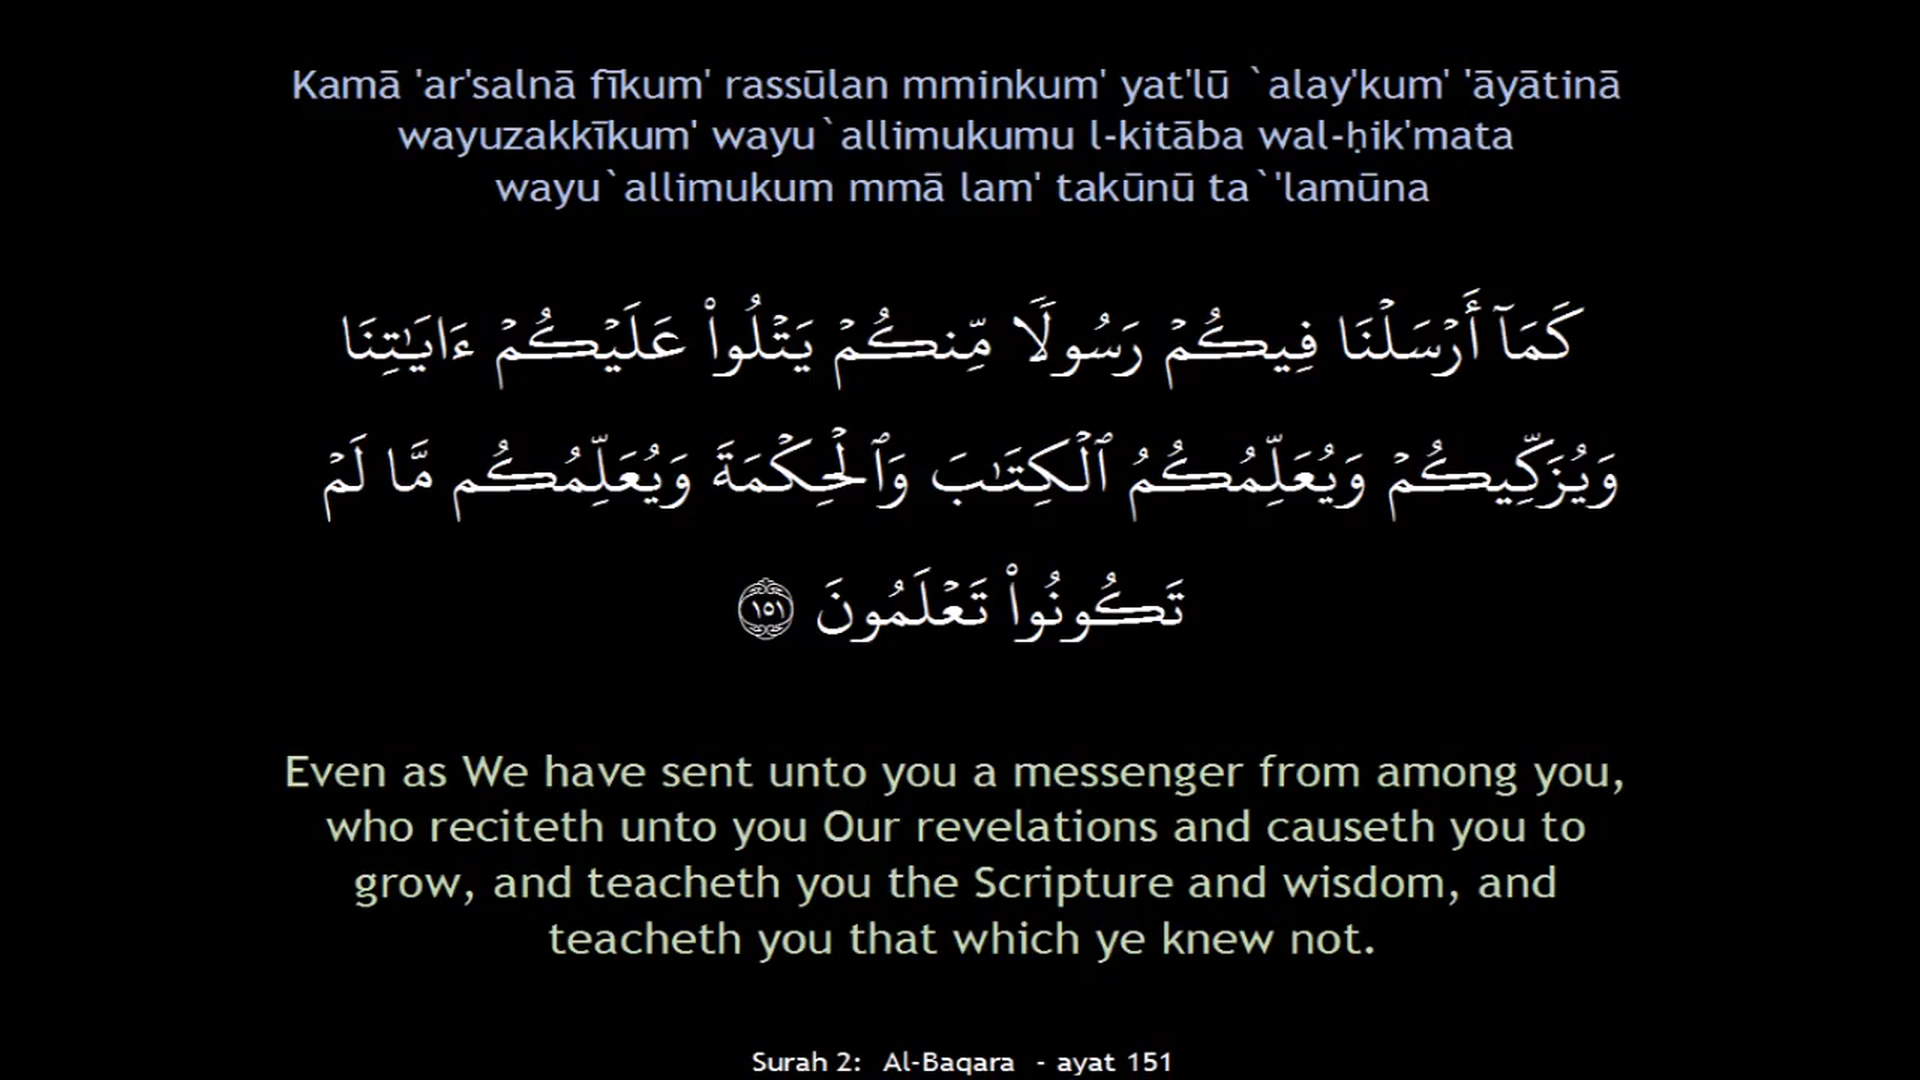 Kamā 'ar'salnā fīkum' rassūlan mminkum' yat'lū `alay'kum' 'āyātinā
wayuzakkīkum' wayu`allimukumu l-kitāba wal-ḥik'mata
wayu`allimukum mmā lam' takūnū ta`'lamūna
كَمَآ أَرْسَلْنَا فِيكُمْ رَسُولًا مِّنكُمْ يَتْلُوا۟ عَلَيْكُمْ ءَايَـٰتِنَا
وَيُزَكِّيكُمْ وَيُعَلِّمُكُمُ ٱلْكِتَـٰبَ وَٱلْحِكْمَةَ وَيُعَلِّمُكُم مَّا لَمْ
تَكُونُوا۟ تَعْلَمُونَ ١٥١
Even as We have sent unto you a messenger from among you,
who reciteth unto you Our revelations and causeth you to
grow, and teacheth you the Scripture and wisdom, and
teacheth you that which ye knew not.
Surah 2: Al-Baqara - ayat 151